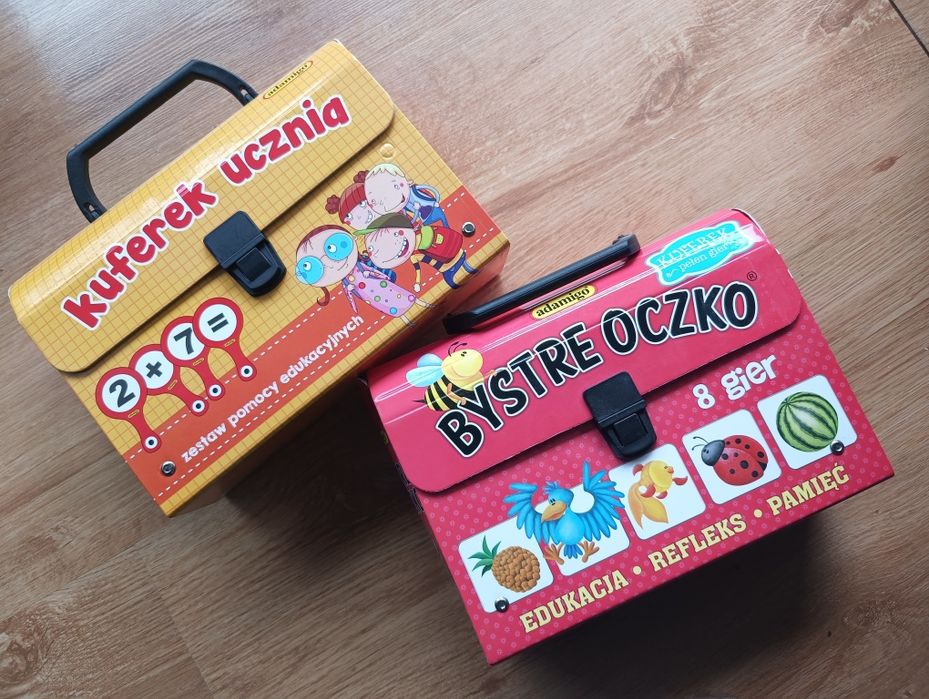 adamigo
kuferek ucznia
2 + 7 =
zestaw pomocy edukacyjnych
KUFEREK
pełen gier
adamigo
BYSTRE OCZKO®
8 gier
EDUKACJA • REFLEKS • PAMIĘĆ